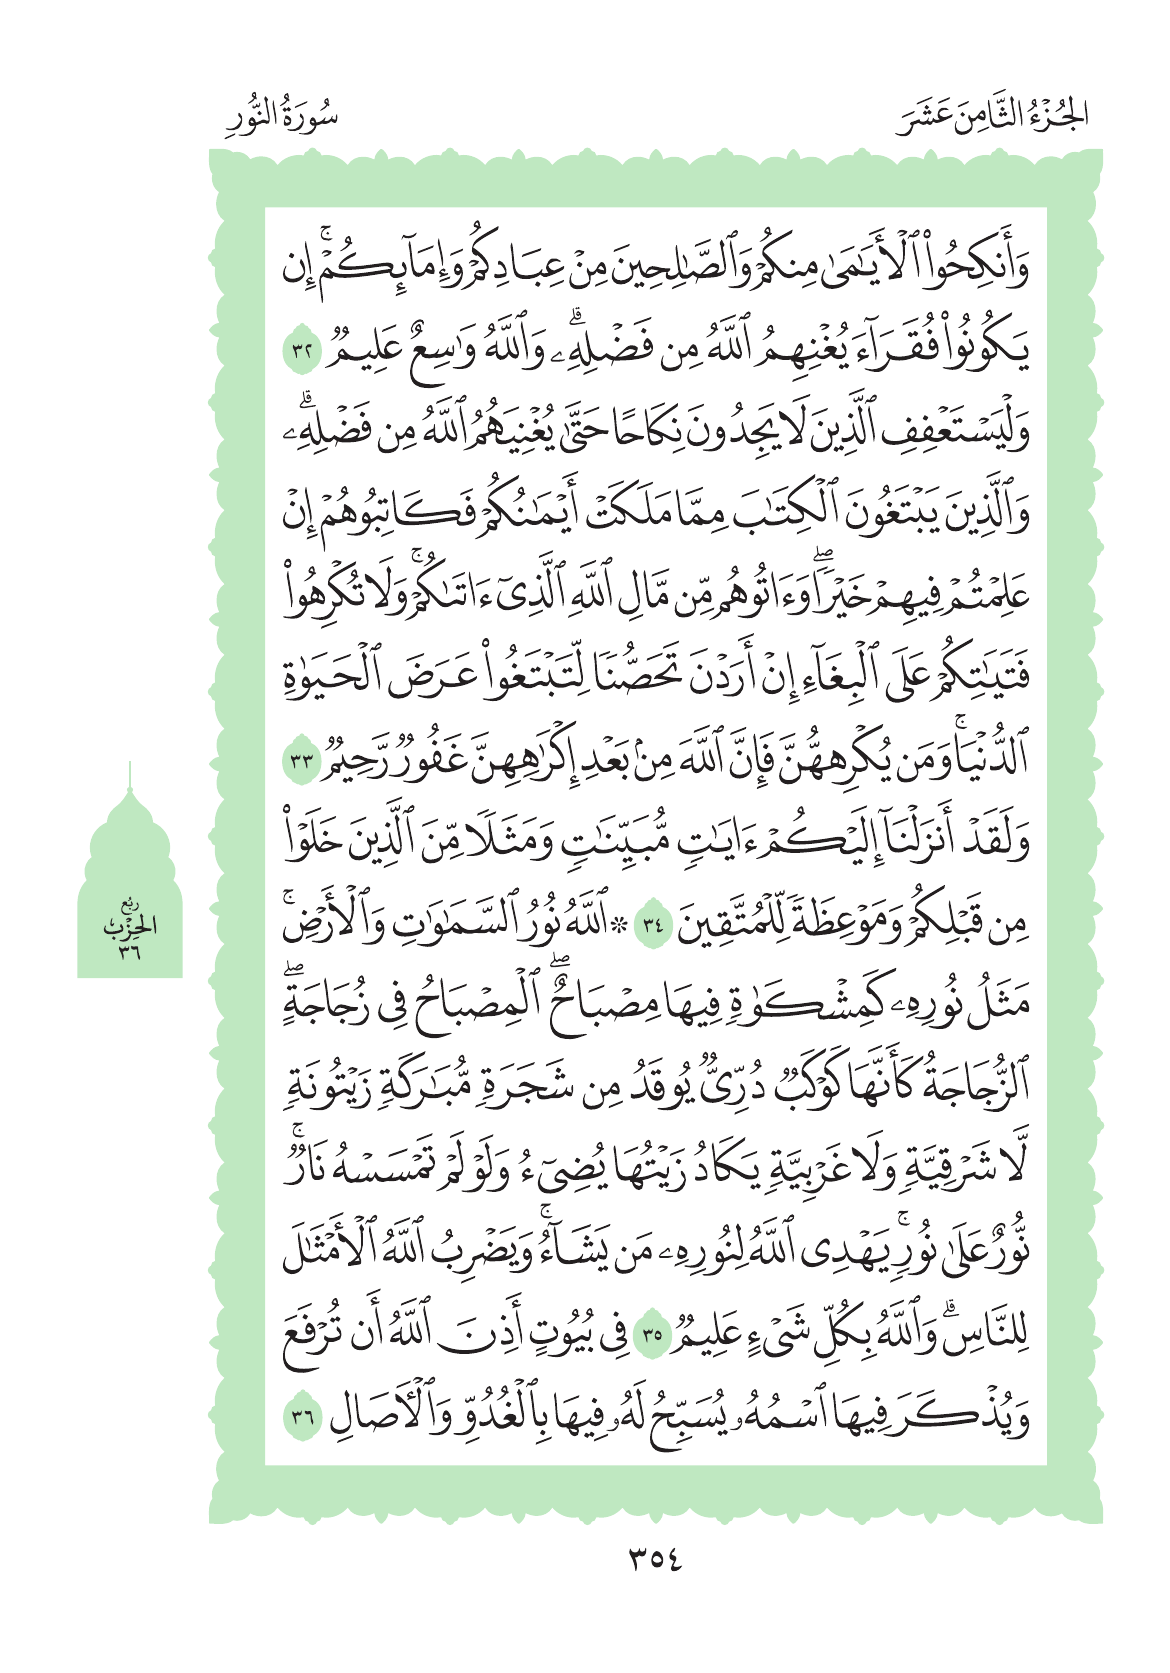 الجُزْءُ الثَّامِنَ عَشَرَ
سُورَةُ النُّورِ
وَأَنكِحُوا۟ ٱلْأَيَـٰمَىٰ مِنكُمْ وَٱلصَّـٰلِحِينَ مِنْ عِبَادِكُمْ وَإِمَآئِكُمْ ۚ إِن
يَكُونُوا۟ فُقَرَآءَ يُغْنِهِمُ ٱللَّهُ مِن فَضْلِهِۦ ۗ وَٱللَّهُ وَٰسِعٌ عَلِيمٌ ٣٢
وَلْيَسْتَعْفِفِ ٱلَّذِينَ لَا يَجِدُونَ نِكَاحًا حَتَّىٰ يُغْنِيَهُمُ ٱللَّهُ مِن فَضْلِهِۦ ۗ
وَٱلَّذِينَ يَبْتَغُونَ ٱلْكِتَـٰبَ مِمَّا مَلَكَتْ أَيْمَـٰنُكُمْ فَكَاتِبُوهُمْ إِنْ
عَلِمْتُمْ فِيهِمْ خَيْرًا ۖ وَءَاتُوهُم مِّن مَّالِ ٱللَّهِ ٱلَّذِىٓ ءَاتَىٰكُمْ ۚ وَلَا تُكْرِهُوا۟
فَتَيَـٰتِكُمْ عَلَى ٱلْبِغَآءِ إِنْ أَرَدْنَ تَحَصُّنًا لِّتَبْتَغُوا۟ عَرَضَ ٱلْحَيَوٰةِ
ٱلدُّنْيَا ۚ وَمَن يُكْرِههُّنَّ فَإِنَّ ٱللَّهَ مِنۢ بَعْدِ إِكْرَٰهِهِنَّ غَفُورٌ رَّحِيمٌ ٣٣
وَلَقَدْ أَنزَلْنَآ إِلَيْكُمْ ءَايَـٰتٍ مُّبَيِّنَـٰتٍ وَمَثَلًا مِّنَ ٱلَّذِينَ خَلَوْا۟
مِن قَبْلِكُمْ وَمَوْعِظَةً لِّلْمُتَّقِينَ ٣٤ * ٱللَّهُ نُورُ ٱلسَّمَـٰوَٰتِ وَٱلْأَرْضِ ۚ
مَثَلُ نُورِهِۦ كَمِشْكَوٰةٍ فِيهَا مِصْبَاحٌ ۖ ٱلْمِصْبَاحُ فِى زُجَاجَةٍ ۖ
ٱلزُّجَاجَةُ كَأَنَّهَا كَوْكَبٌ دُرِّىٌّ يُوقَدُ مِن شَجَرَةٍ مُّبَـٰرَكَةٍ زَيْتُونَةٍ
لَّا شَرْقِيَّةٍ وَلَا غَرْبِيَّةٍ يَكَادُ زَيْتُهَا يُضِىٓءُ وَلَوْ لَمْ تَمْسَسْهُ نَارٌ ۚ
نُّورٌ عَلَىٰ نُورٍ ۗ يَهْدِى ٱللَّهُ لِنُورِهِۦ مَن يَشَآءُ ۚ وَيَضْرِبُ ٱللَّهُ ٱلْأَمْثَـٰلَ
لِلنَّاسِ ۗ وَٱللَّهُ بِكُلِّ شَىْءٍ عَلِيمٌ ٣٥ فِى بُيُوتٍ أَذِنَ ٱللَّهُ أَن تُرْفَعَ
وَيُذْكَرَ فِيهَا ٱسْمُهُۥ يُسَبِّحُ لَهُۥ فِيهَا بِٱلْغُدُوِّ وَٱلْـَٔاصَالِ ٣٦
رُبْعُ
الحِزْبِ
٣٦
٣٥٤